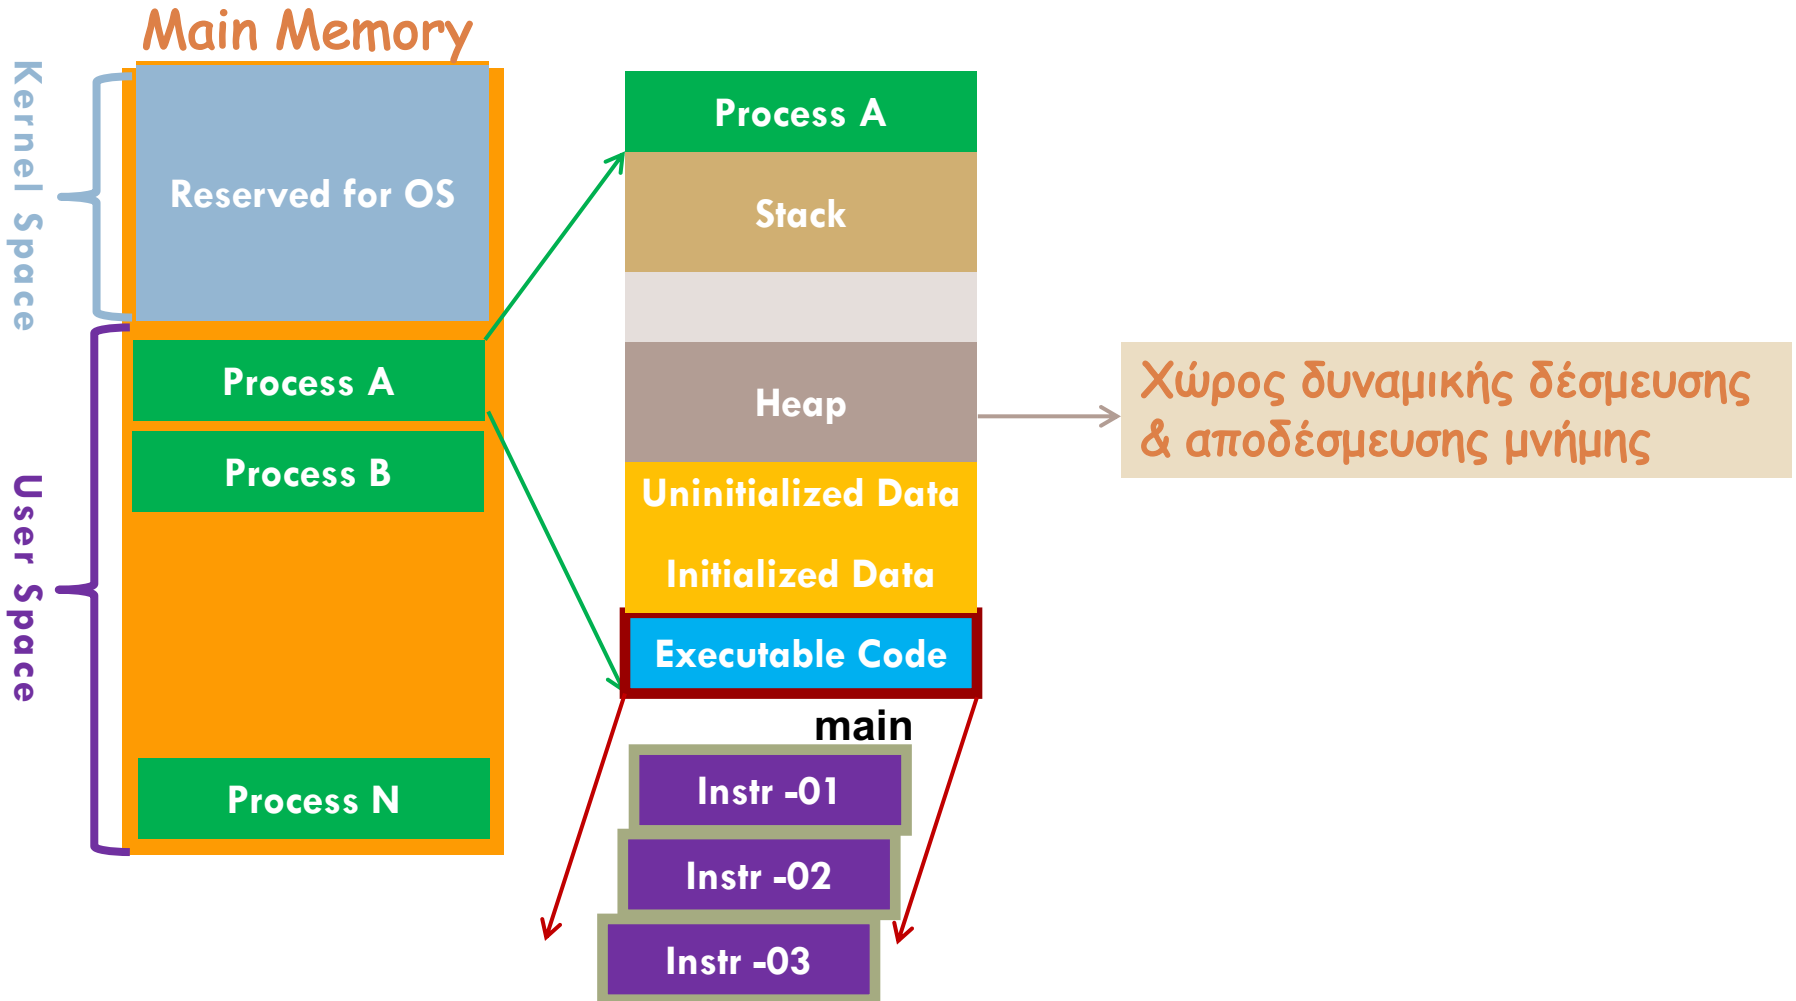 Main Memory
Kernel Space
Reserved for OS
User Space
Process A
Process B
Process N
Process A
Stack
Heap
Uninitialized Data
Initialized Data
Executable Code
main
Instr -01
Instr -02
Instr -03
Χώρος δυναμικής δέσμευσης
& αποδέσμευσης μνήμης